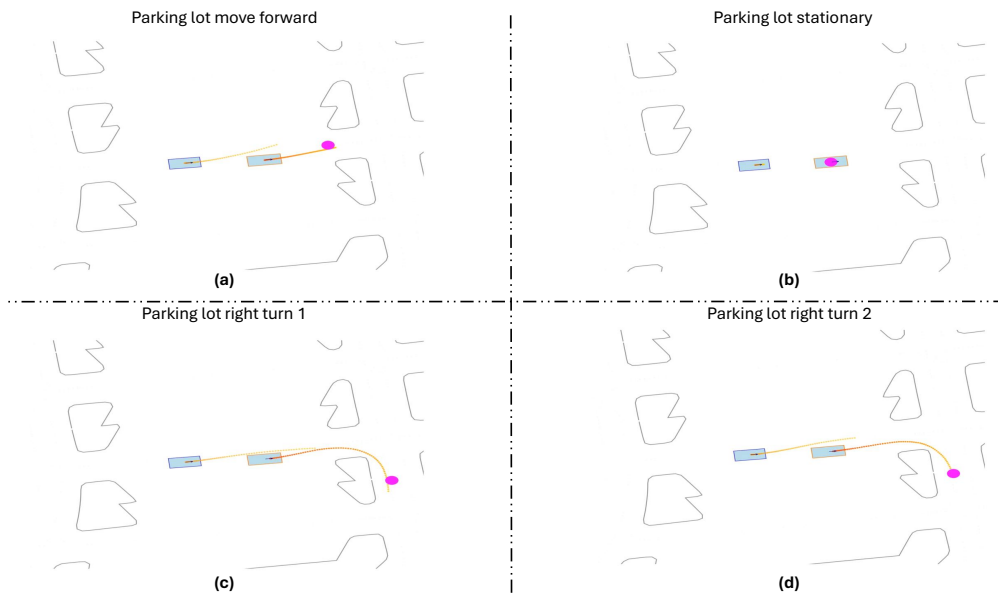 Parking lot move forward
Parking lot stationary
(a)
(b)
Parking lot right turn 1
Parking lot right turn 2
(c)
(d)